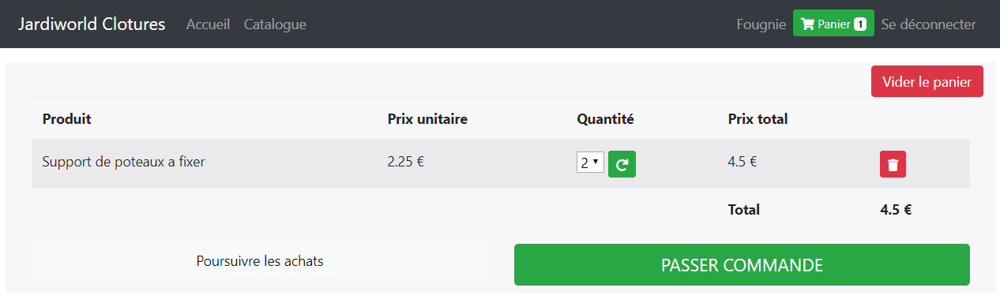 Jardiworld Clotures Accueil Catalogue Fougnie Panier 1 Se déconnecter
Vider le panier
Produit Prix unitaire Quantité Prix total
Support de poteaux a fixer 2.25 € 2 4.5 €
Total 4.5 €
Poursuivre les achats PASSER COMMANDE